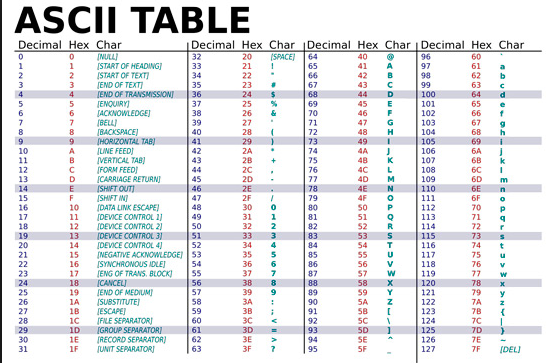 ASCII TABLE
Decimal Hex Char Decimal Hex Char Decimal Hex Char Decimal Hex Char
0 0 [NULL] 32 20 [SPACE] 64 40 @ 96 60 `
1 1 [START OF HEADING] 33 21 ! 65 41 A 97 61 a
2 2 [START OF TEXT] 34 22 " 66 42 B 98 62 b
3 3 [END OF TEXT] 35 23 # 67 43 C 99 63 c
4 4 [END OF TRANSMISSION] 36 24 $ 68 44 D 100 64 d
5 5 [ENQUIRY] 37 25 % 69 45 E 101 65 e
6 6 [ACKNOWLEDGE] 38 26 & 70 46 F 102 66 f
7 7 [BELL] 39 27 ' 71 47 G 103 67 g
8 8 [BACKSPACE] 40 28 ( 72 48 H 104 68 h
9 9 [HORIZONTAL TAB] 41 29 ) 73 49 I 105 69 i
10 A [LINE FEED] 42 2A * 74 4A J 106 6A j
11 B [VERTICAL TAB] 43 2B + 75 4B K 107 6B k
12 C [FORM FEED] 44 2C , 76 4C L 108 6C l
13 D [CARRIAGE RETURN] 45 2D - 77 4D M 109 6D m
14 E [SHIFT OUT] 46 2E . 78 4E N 110 6E n
15 F [SHIFT IN] 47 2F / 79 4F O 111 6F o
16 10 [DATA LINK ESCAPE] 48 30 0 80 50 P 112 70 p
17 11 [DEVICE CONTROL 1] 49 31 1 81 51 Q 113 71 q
18 12 [DEVICE CONTROL 2] 50 32 2 82 52 R 114 72 r
19 13 [DEVICE CONTROL 3] 51 33 3 83 53 S 115 73 s
20 14 [DEVICE CONTROL 4] 52 34 4 84 54 T 116 74 t
21 15 [NEGATIVE ACKNOWLEDGE] 53 35 5 85 55 U 117 75 u
22 16 [SYNCHRONOUS IDLE] 54 36 6 86 56 V 118 76 v
23 17 [ENG OF TRANS. BLOCK] 55 37 7 87 57 W 119 77 w
24 18 [CANCEL] 56 38 8 88 58 X 120 78 x
25 19 [END OF MEDIUM] 57 39 9 89 59 Y 121 79 y
26 1A [SUBSTITUTE] 58 3A : 90 5A Z 122 7A z
27 1B [ESCAPE] 59 3B ; 91 5B [ 123 7B {
28 1C [FILE SEPARATOR] 60 3C < 92 5C \ 124 7C |
29 1D [GROUP SEPARATOR] 61 3D = 93 5D ] 125 7D }
30 1E [RECORD SEPARATOR] 62 3E > 94 5E ^ 126 7E ~
31 1F [UNIT SEPARATOR] 63 3F ? 95 5F _ 127 7F [DEL]